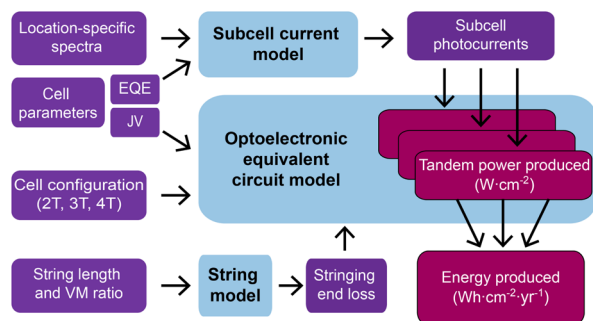 Location-specific
spectra
Subcell current
model
Subcell
photocurrents
Cell
parameters
EQE
JV
Optoelectronic
equivalent
circuit model
Tandem power produced
(W·cm⁻²)
Cell configuration
(2T, 3T, 4T)
String length
and VM ratio
String
model
Stringing
end loss
Energy produced
(Wh·cm⁻²·yr⁻¹)